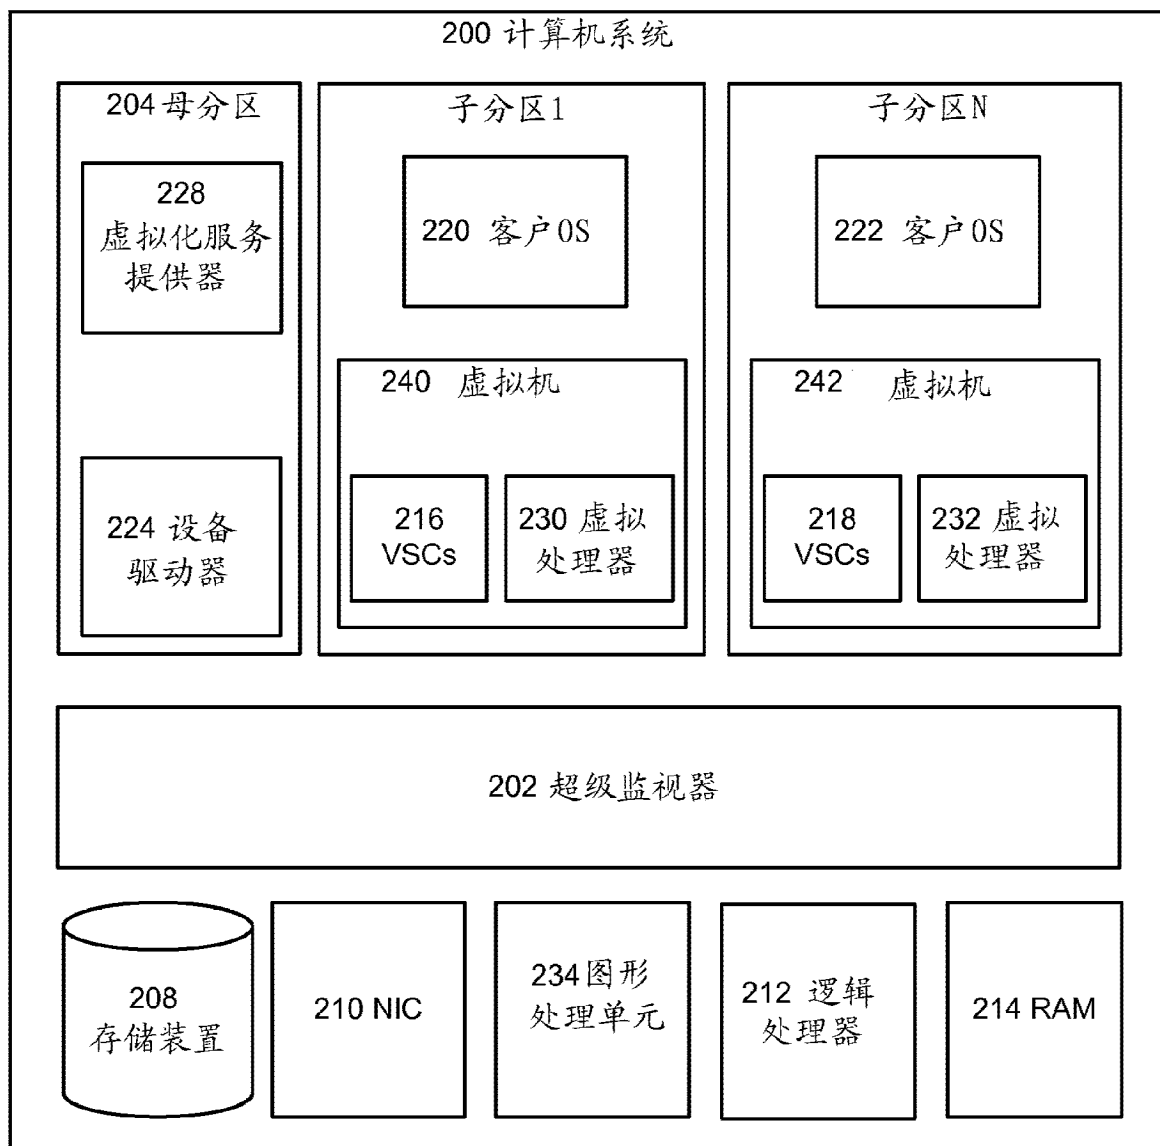 200 计算机系统
204 母分区
228
虚拟化服务
提供器
224 设备
驱动器
子分区1
220 客户OS
240 虚拟机
216
VSCs
230 虚拟
处理器
子分区N
222 客户OS
242 虚拟机
218
VSCs
232 虚拟
处理器
202 超级监视器
208
存储装置
210 NIC
234 图形
处理单元
212 逻辑
处理器
214 RAM